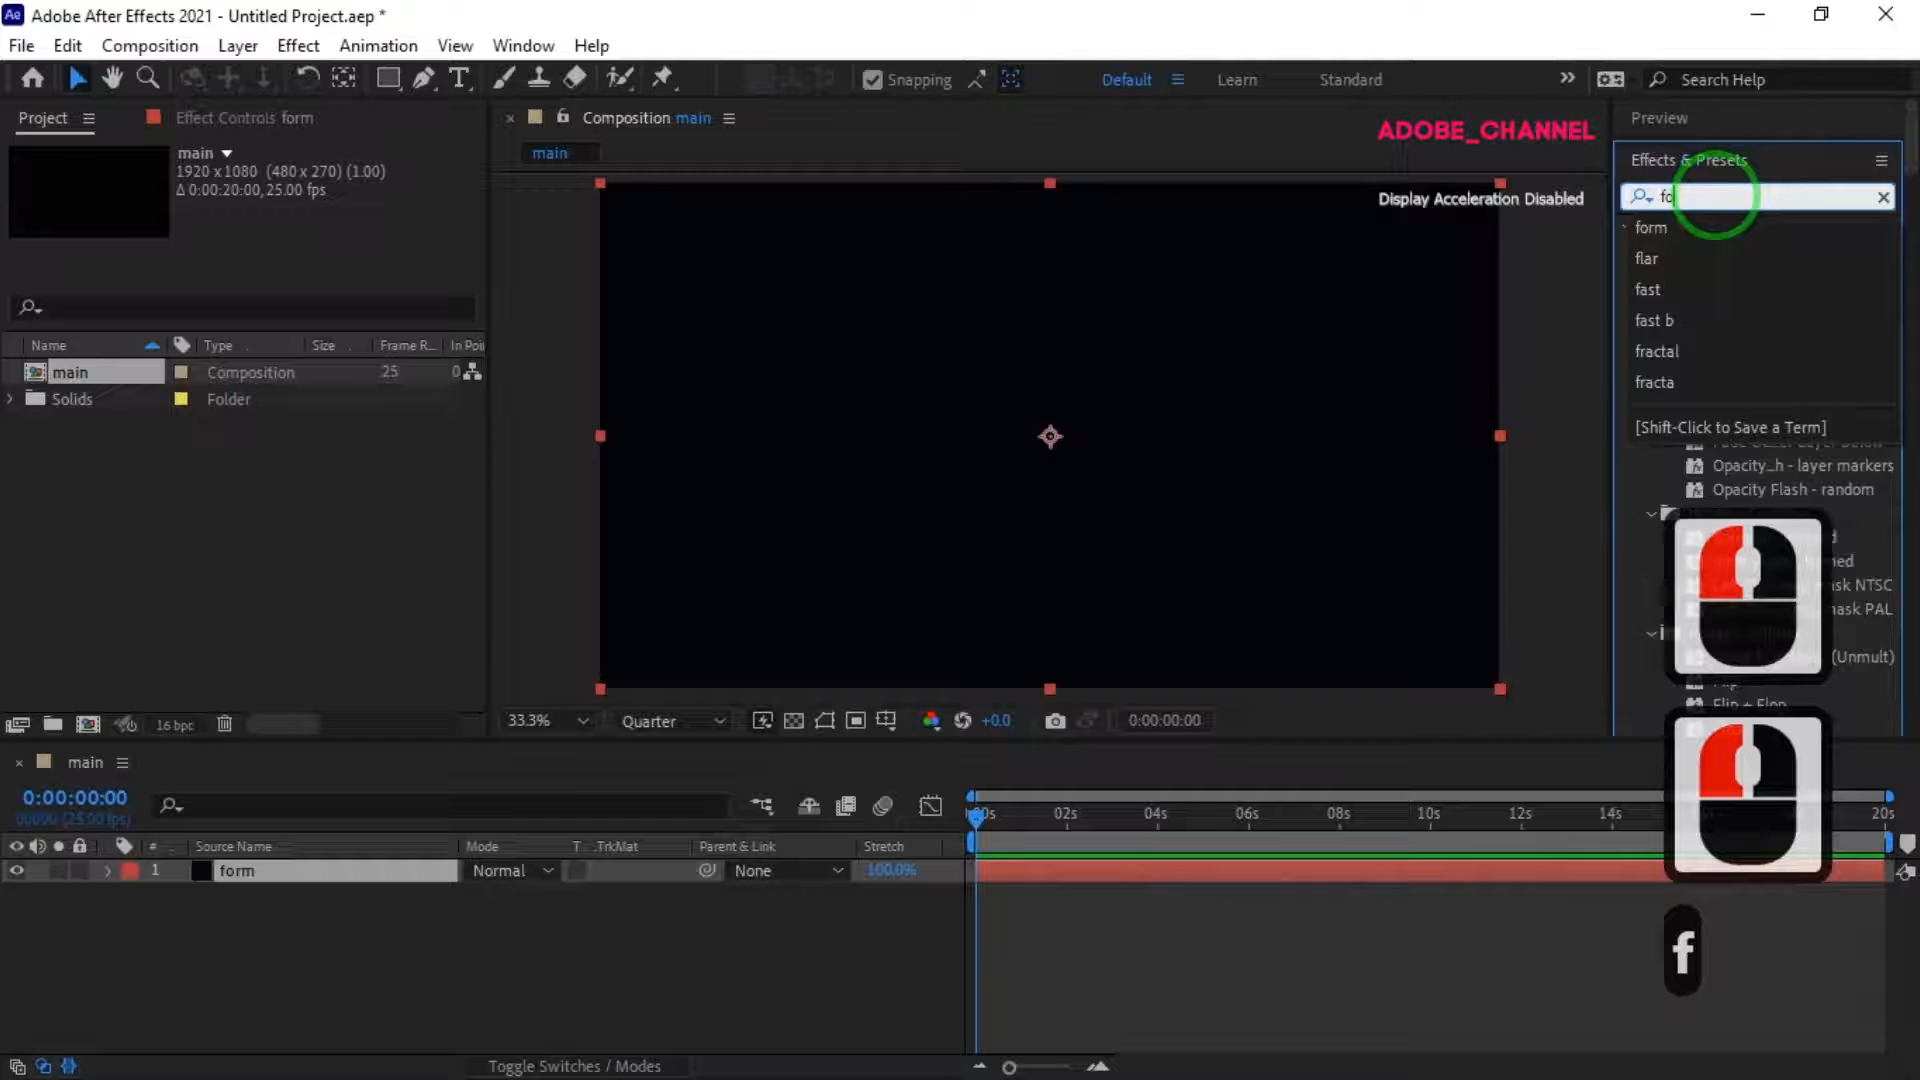 Ae Adobe After Effects 2021 - Untitled Project.aep *
File Edit Composition Layer Effect Animation View Window Help
Snapping Default Learn Standard Search Help
Project Effect Controls form
main
1920 x 1080 (480 x 270) (1.00)
Δ 0:00:20:00, 25.00 fps
Name Type Size Frame R... In Poi
main Composition 25 0
Solids Folder
16 bpc
Composition main
main
ADOBE_CHANNEL
Display Acceleration Disabled
33.3% Quarter +0.0 0:00:00:00
Preview
Effects & Presets
fo
form
flar
fast
fast b
fractal
fracta
[Shift-Click to Save a Term]
Opacity_h - layer markers
Opacity Flash - random
ask NTSC
ask PAL
(Unmult)
Flip + Flop
main
0:00:00:00
00000 (25.00 fps)
Source Name Mode T .TrkMat Parent & Link Stretch
1 form Normal None 100.0%
02s 04s 06s 08s 10s 12s 14s 20s
f
Toggle Switches / Modes